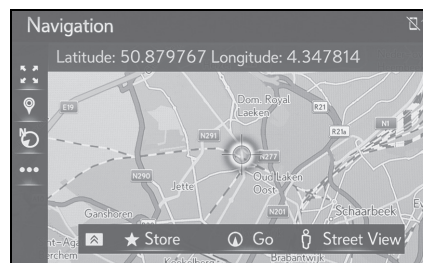 Navigation
Latitude: 50.879767 Longitude: 4.347814
Dom. Royal
Laeken
E19
R21
N1
R21a
N291
N277
N290
Jette
Oud Laken
Oost
N201
Schaarbeek
Ganshoren
Store
Go
Street View
Brabantwijk
N